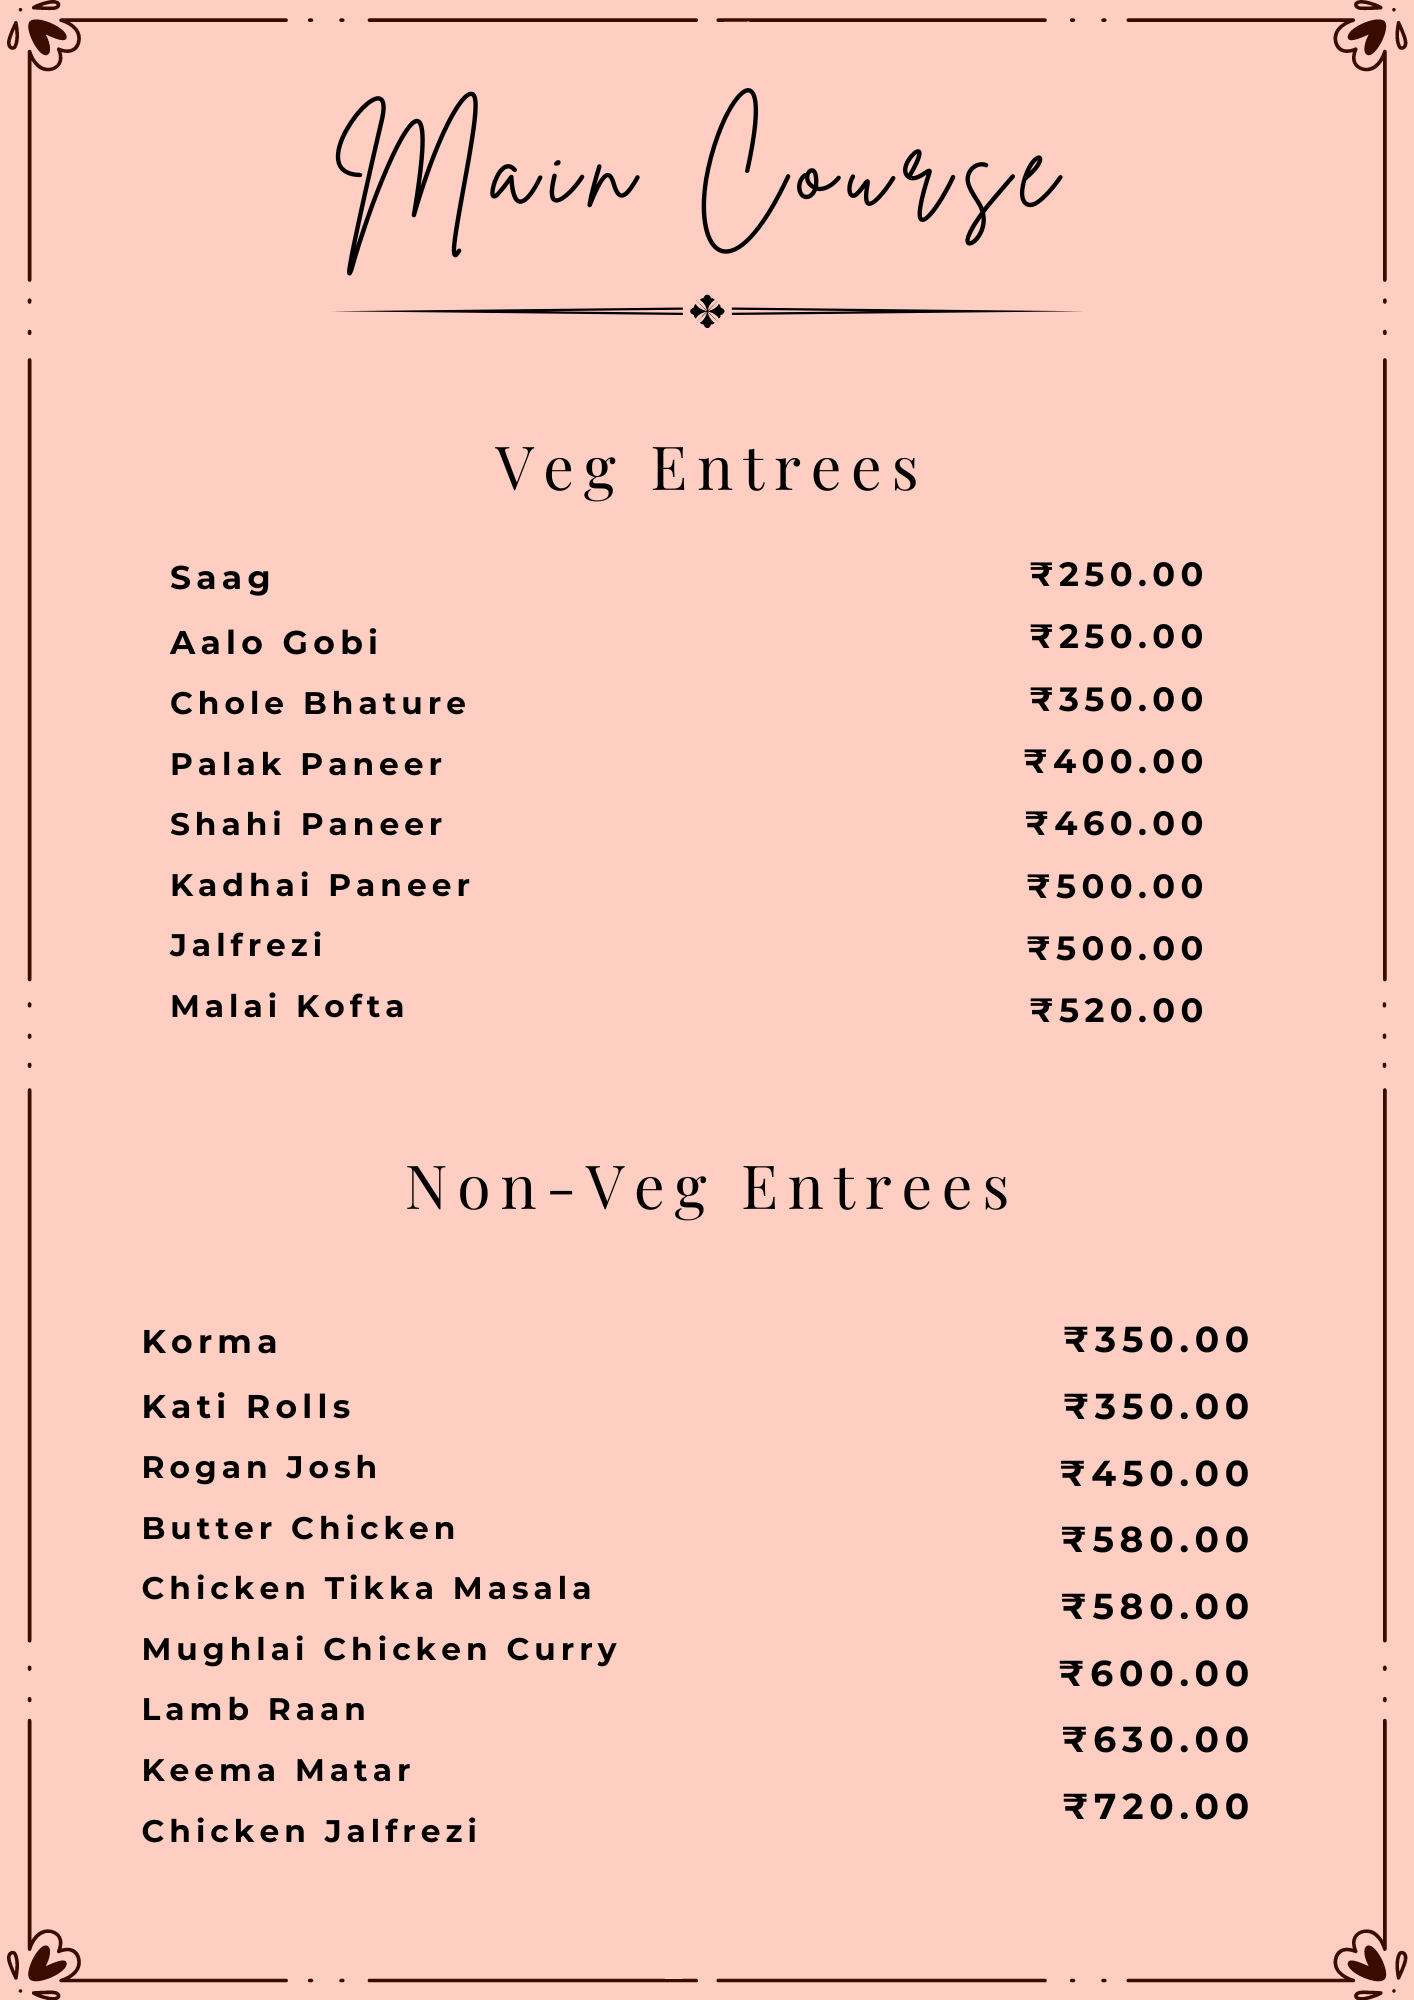 Main Course
Veg Entrees
Saag ₹250.00
Aalo Gobi ₹250.00
Chole Bhature ₹350.00
Palak Paneer ₹400.00
Shahi Paneer ₹460.00
Kadhai Paneer ₹500.00
Jalfrezi ₹500.00
Malai Kofta ₹520.00
Non-Veg Entrees
Korma ₹350.00
Kati Rolls ₹350.00
Rogan Josh ₹450.00
Butter Chicken ₹580.00
Chicken Tikka Masala ₹580.00
Mughlai Chicken Curry ₹600.00
Lamb Raan ₹630.00
Keema Matar ₹720.00
Chicken Jalfrezi